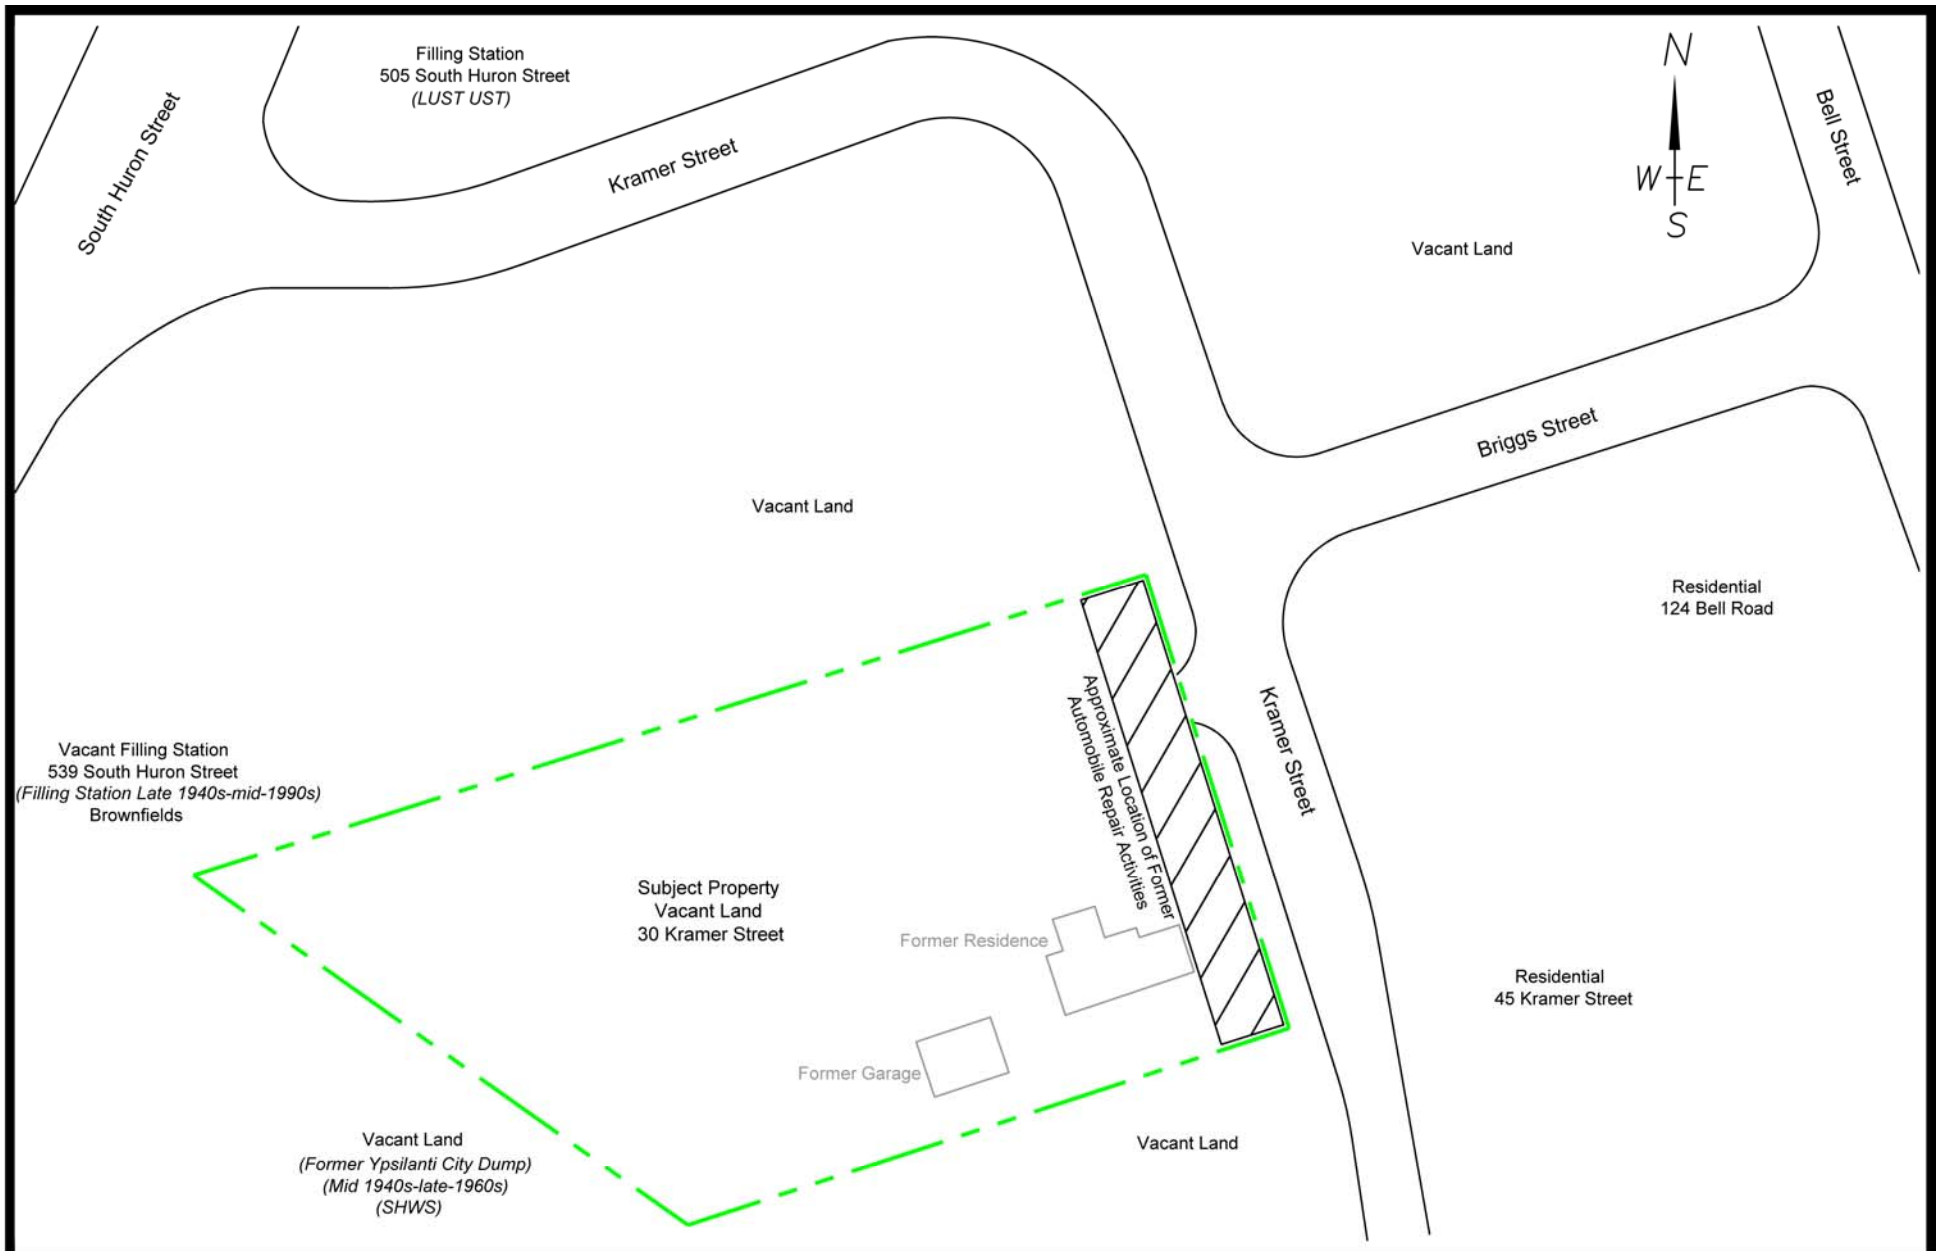 Filling Station
505 South Huron Street
(LUST UST)
N
W E
S
Bell Street
South Huron Street
Kramer Street
Vacant Land
Briggs Street
Vacant Land
Residential
124 Bell Road
Kramer Street
Approximate Location of Former
Automobile Repair Activities
Vacant Filling Station
539 South Huron Street
(Filling Station Late 1940s-mid-1990s)
Brownfields
Subject Property
Vacant Land
30 Kramer Street
Former Residence
Residential
45 Kramer Street
Former Garage
Vacant Land
(Former Ypsilanti City Dump)
(Mid 1940s-late-1960s)
(SHWS)
Vacant Land